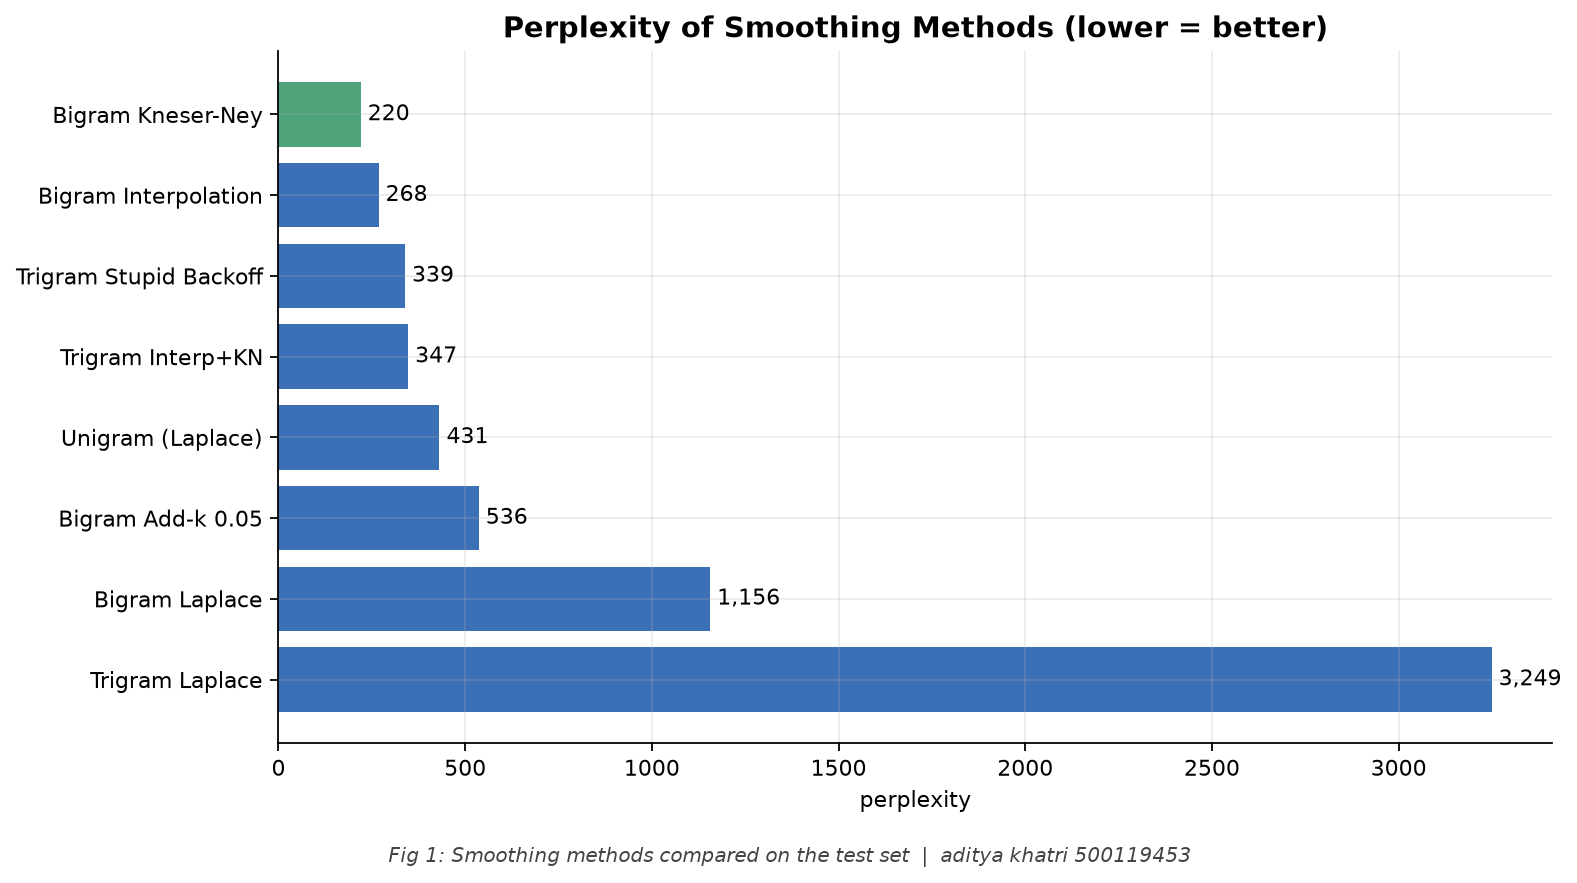 Perplexity of Smoothing Methods (lower = better)
Bigram Kneser-Ney 220
Bigram Interpolation 268
Trigram Stupid Backoff 339
Trigram Interp+KN 347
Unigram (Laplace) 431
Bigram Add-k 0.05 536
Bigram Laplace 1,156
Trigram Laplace 3,249
0 500 1000 1500 2000 2500 3000
perplexity
Fig 1: Smoothing methods compared on the test set | aditya khatri 500119453